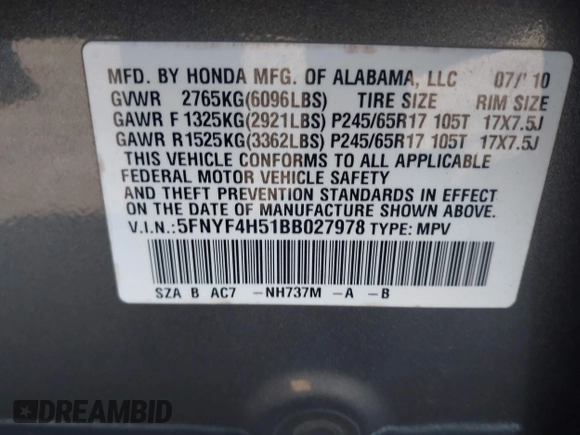 MFD. BY HONDA MFG. OF ALABAMA, LLC 07/'10
GVWR 2765KG(6096LBS) TIRE SIZE RIM SIZE
GAWR F 1325KG(2921LBS) P245/65R17 105T 17X7.5J
GAWR R 1525KG(3362LBS) P245/65R17 105T 17X7.5J
THIS VEHICLE CONFORMS TO ALL APPLICABLE
FEDERAL MOTOR VEHICLE SAFETY
AND THEFT PREVENTION STANDARDS IN EFFECT
ON THE DATE OF MANUFACTURE SHOWN ABOVE.
V.I.N.:5FNYF4H51BB027978 TYPE: MPV
SZA B AC7 -NH737M -A -B
DREAMBID